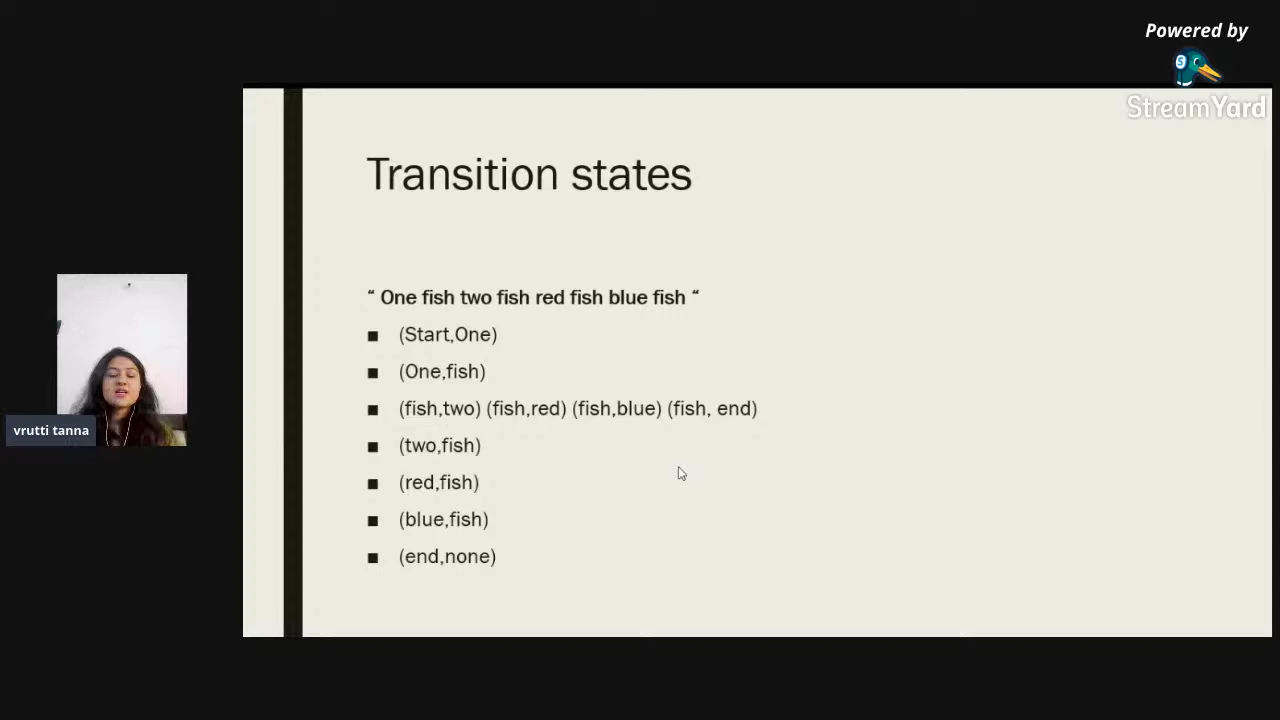 Powered by
StreamYard
Transition states
“ One fish two fish red fish blue fish “
■ (Start,One)
■ (One,fish)
■ (fish,two) (fish,red) (fish,blue) (fish, end)
■ (two,fish)
■ (red,fish)
■ (blue,fish)
■ (end,none)
vrutti tanna